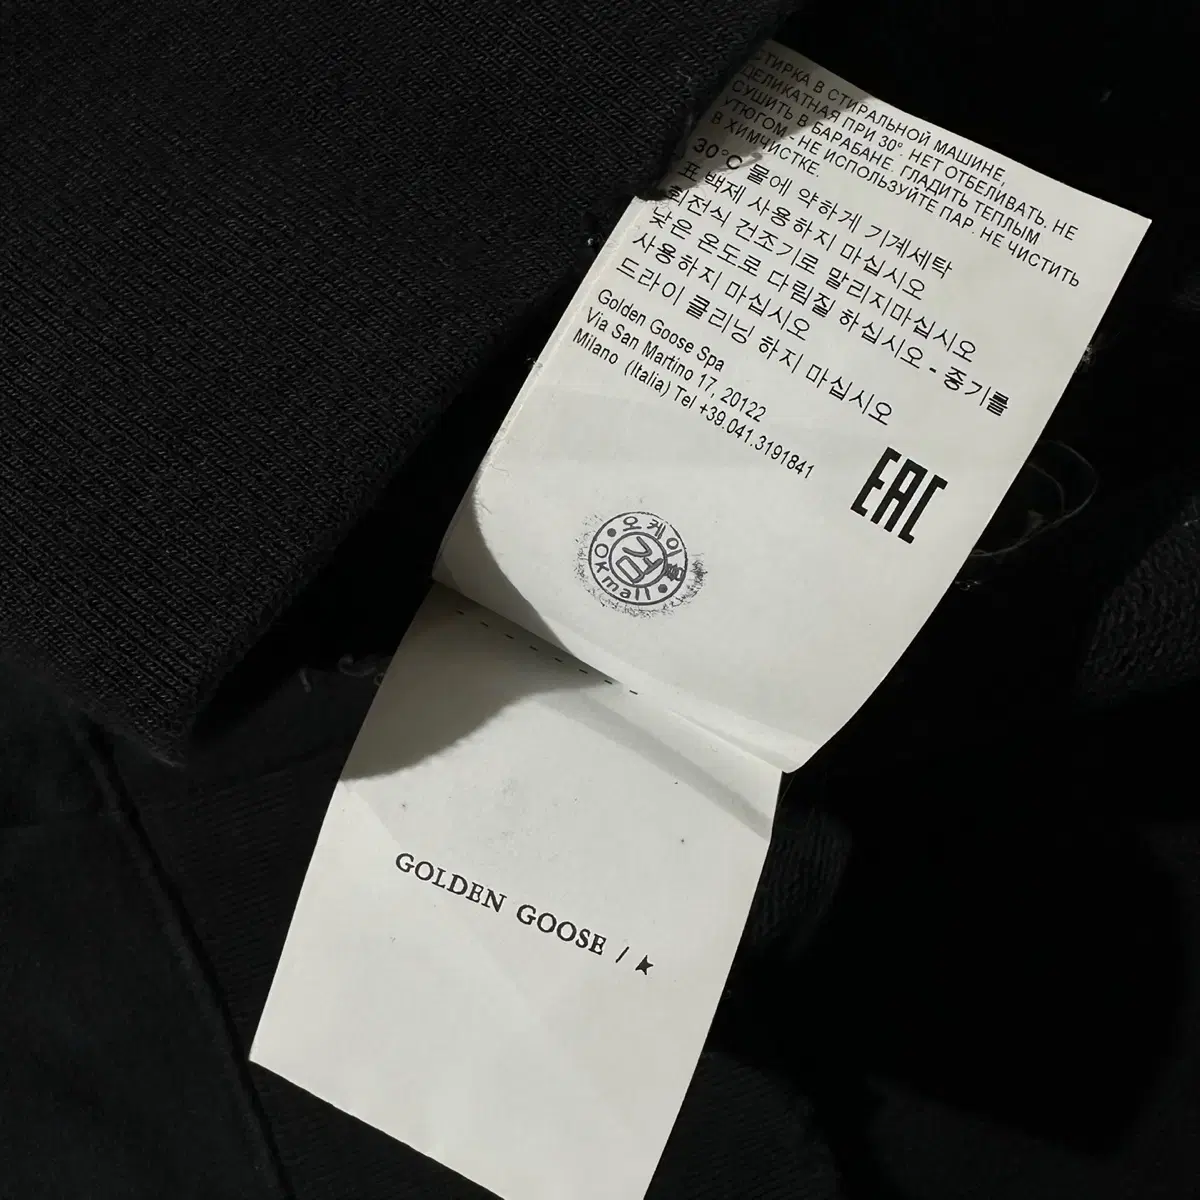 СТИРКА В СТИРАЛЬНОЙ МАШИНЕ,
ДЕЛИКАТНАЯ ПРИ 30°. НЕТ ОТБЕЛИВАТЬ. НЕ
СУШИТЬ В БАРАБАНЕ. ГЛАДИТЬ ТЕПЛЫМ
УТЮГОМ - НЕ ИСПОЛЬЗУЙТЕ ПАР. НЕ ЧИСТИТЬ
В ХИМЧИСТКЕ.
30°C 물에 약하게 기계세탁
표백제 사용하지 마십시오
회전식 건조기로 말리지마십시오
낮은 온도로 다림질 하십시오 - 증기를
사용하지 마십시오
드라이 클리닝 하지 마십시오
Golden Goose Spa
Via San Martino 17, 20122
Milano (Italia) Tel +39.041.3191841
EAC
오케이몰
검
OKmall
GOLDEN GOOSE /